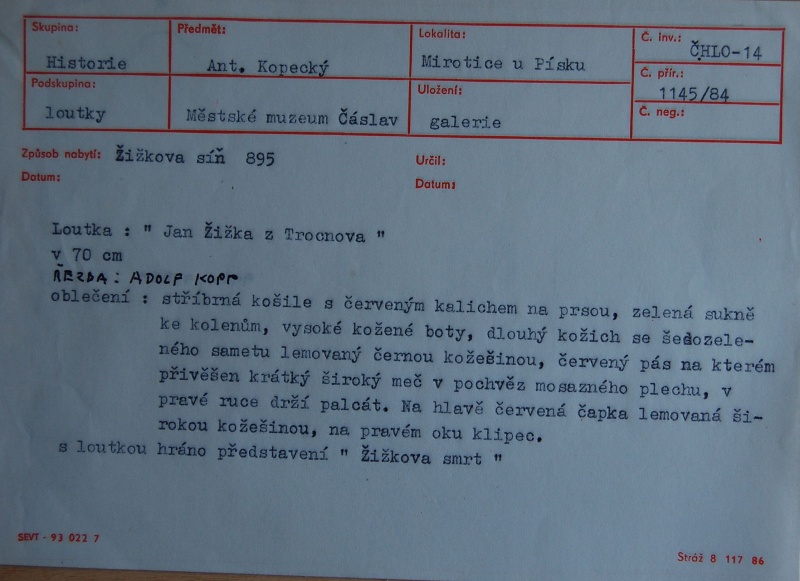 Skupina: Předmět: Lokalita: Č. inv.: ČHLO-14
Historie Ant. Kopecký Mirotice u Písku
Č. přír.: 1145/84
Podskupina: Uložení: Č. neg.:
loutky Městské muzeum Čáslav galerie
Způsob nabytí: Žižkova síň 895 Určil:
Datum: Datum:
Loutka : " Jan Žižka z Trocnova "
v 70 cm
ŘEZBA: ADOLF KOPP
oblečení : stříbrná košile s červeným kalichem na prsou, zelená sukně
ke kolenům, vysoké kožené boty, dlouhý kožich se šedozele-
ného sametu lemovaný černou kožešinou, červený pás na kterém
přivěšen krátký široký meč v pochvěz mosazného plechu, v
pravé ruce drží palcát. Na hlavě červená čapka lemovaná ši-
rokou kožešinou, na pravém oku klipec.
s loutkou hráno představení " Žižkova smrt "
SEVT - 93 022 7
Stráž 8 117 86